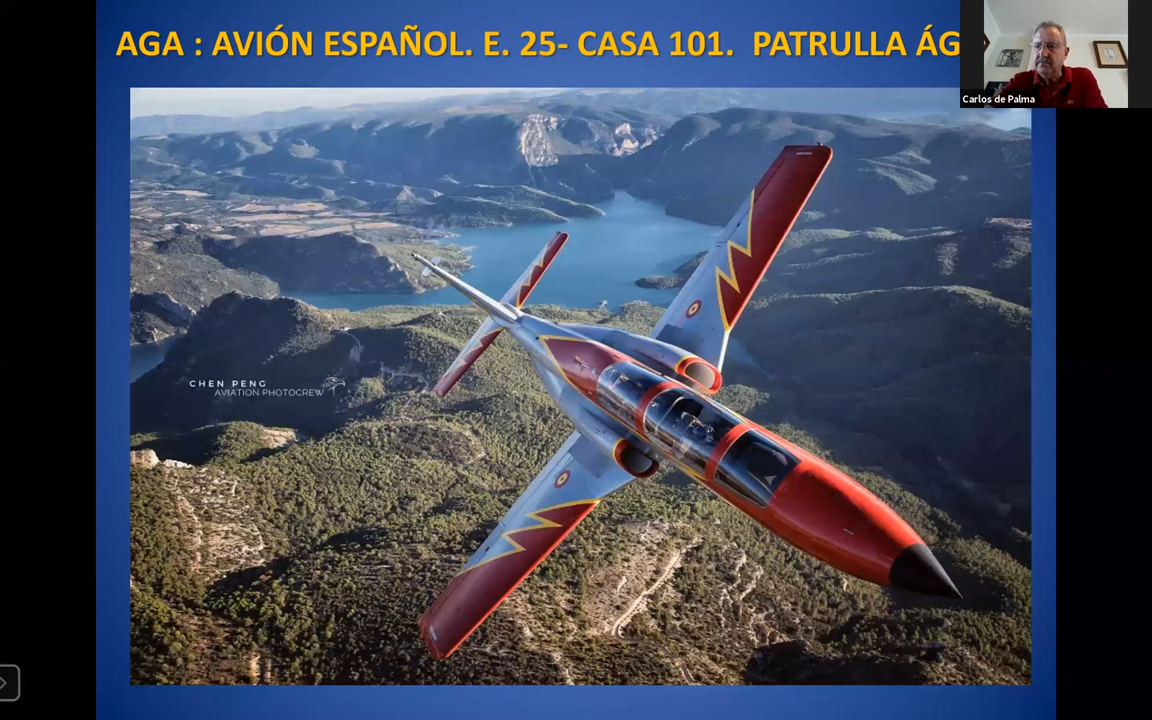 AGA : AVIÓN ESPAÑOL. E. 25- CASA 101. PATRULLA ÁG
Carlos de Palma
CHEN PENG
AVIATION PHOTOCREW